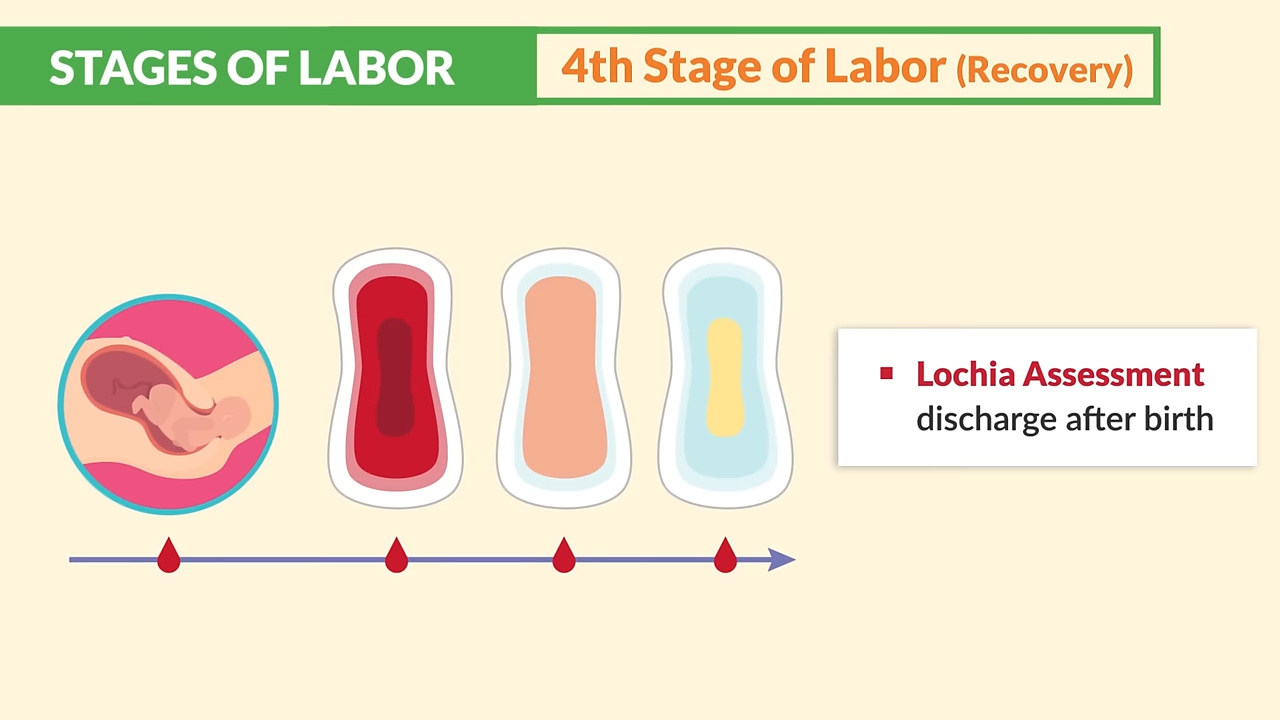 STAGES OF LABOR
4th Stage of Labor (Recovery)
Lochia Assessment
discharge after birth